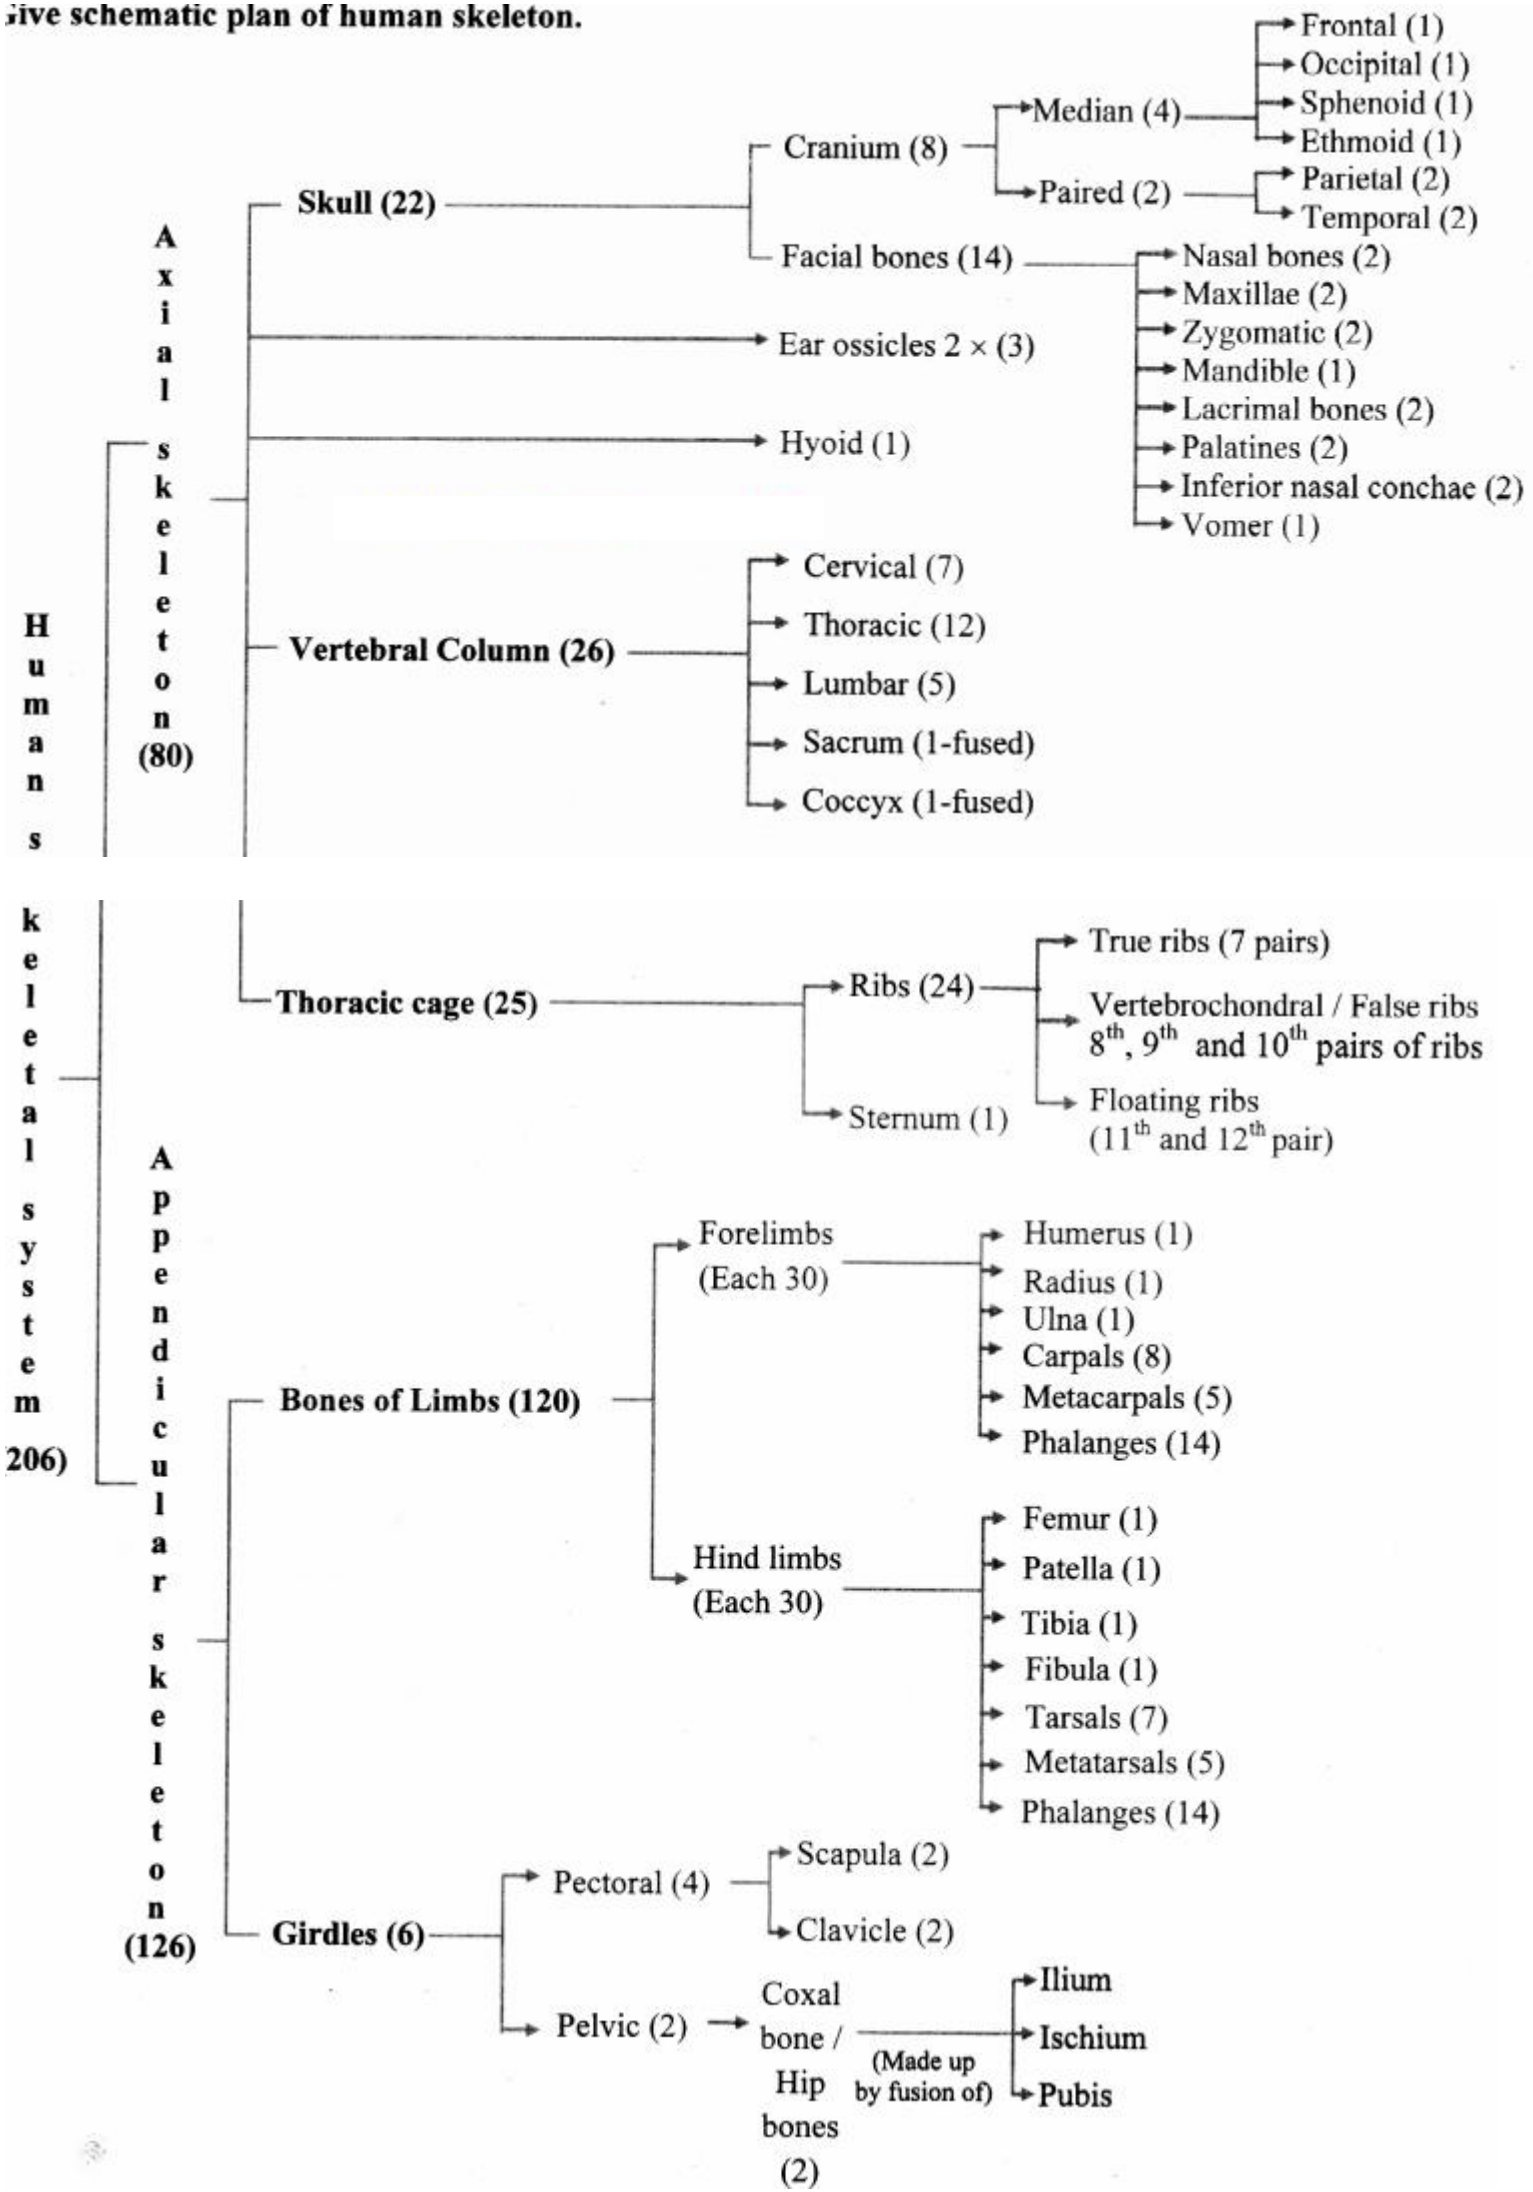 Give schematic plan of human skeleton.
Human skeletal system
206)
Axial skeleton
(80)
Skull (22)
Cranium (8)
Median (4)
Frontal (1)
Occipital (1)
Sphenoid (1)
Ethmoid (1)
Paired (2)
Parietal (2)
Temporal (2)
Facial bones (14)
Nasal bones (2)
Maxillae (2)
Zygomatic (2)
Mandible (1)
Lacrimal bones (2)
Palatines (2)
Inferior nasal conchae (2)
Vomer (1)
Ear ossicles 2 × (3)
Hyoid (1)
Vertebral Column (26)
Cervical (7)
Thoracic (12)
Lumbar (5)
Sacrum (1-fused)
Coccyx (1-fused)
Thoracic cage (25)
Ribs (24)
True ribs (7 pairs)
Vertebrochondral / False ribs
8th, 9th and 10th pairs of ribs
Floating ribs
(11th and 12th pair)
Sternum (1)
Appendicular skeleton
(126)
Bones of Limbs (120)
Forelimbs
(Each 30)
Humerus (1)
Radius (1)
Ulna (1)
Carpals (8)
Metacarpals (5)
Phalanges (14)
Hind limbs
(Each 30)
Femur (1)
Patella (1)
Tibia (1)
Fibula (1)
Tarsals (7)
Metatarsals (5)
Phalanges (14)
Girdles (6)
Pectoral (4)
Scapula (2)
Clavicle (2)
Pelvic (2)
Coxal
bone /
Hip
bones
(2)
(Made up
by fusion of)
Ilium
Ischium
Pubis